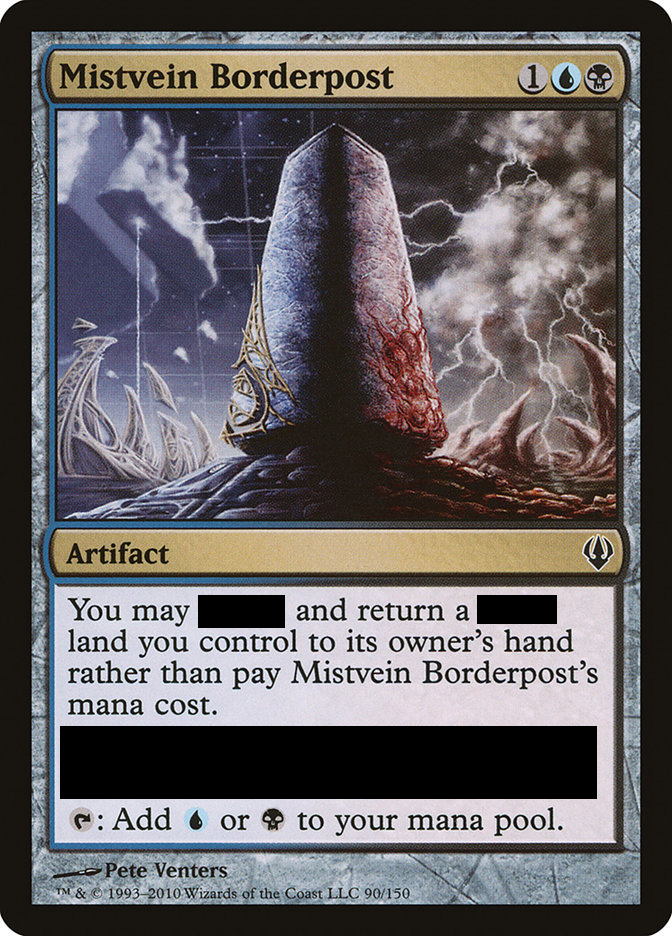 Mistvein Borderpost 1
Artifact
You may and return a
land you control to its owner's hand
rather than pay Mistvein Borderpost's
mana cost.
: Add or to your mana pool.
Pete Venters
™ & © 1993–2010 Wizards of the Coast LLC 90/150